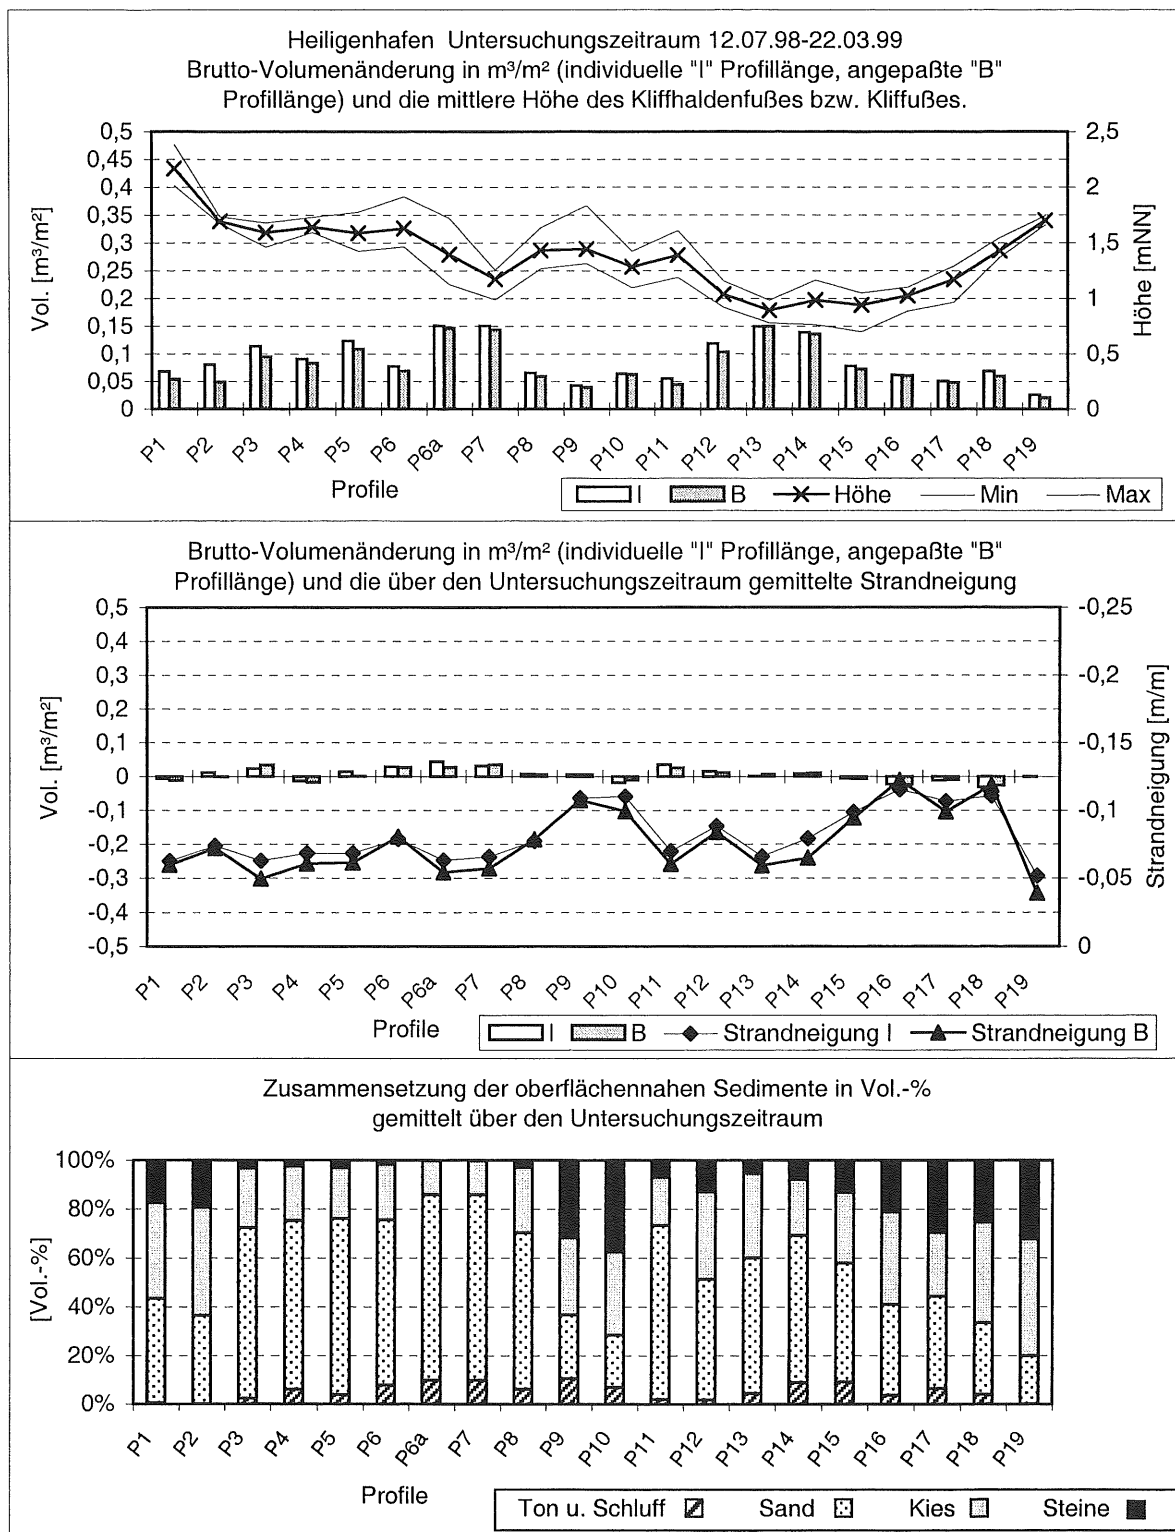 Heiligenhafen Untersuchungszeitraum 12.07.98-22.03.99
Brutto-Volumenänderung in m³/m² (individuelle "I" Profillänge, angepaßte "B"
Profillänge) und die mittlere Höhe des Kliffhaldenfußes bzw. Kliffußes.
Vol. [m³/m²]
0,5
0,45
0,4
0,35
0,3
0,25
0,2
0,15
0,1
0,05
0
2,5
2
1,5
1
0,5
0
Höhe [mNN]
P1 P2 P3 P4 P5 P6 P6a P7 P8 P9 P10 P11 P12 P13 P14 P15 P16 P17 P18 P19
Profile
I B Höhe Min Max
Brutto-Volumenänderung in m³/m² (individuelle "I" Profillänge, angepaßte "B"
Profillänge) und die über den Untersuchungszeitraum gemittelte Strandneigung
Vol. [m³/m²]
0,5
0,4
0,3
0,2
0,1
0
-0,1
-0,2
-0,3
-0,4
-0,5
-0,25
-0,2
-0,15
-0,1
-0,05
0
Strandneigung [m/m]
P1 P2 P3 P4 P5 P6 P6a P7 P8 P9 P10 P11 P12 P13 P14 P15 P16 P17 P18 P19
Profile
I B Strandneigung I Strandneigung B
Zusammensetzung der oberflächennahen Sedimente in Vol.-%
gemittelt über den Untersuchungszeitraum
[Vol.-%]
100%
80%
60%
40%
20%
0%
P1 P2 P3 P4 P5 P6 P6a P7 P8 P9 P10 P11 P12 P13 P14 P15 P16 P17 P18 P19
Profile
Ton u. Schluff Sand Kies Steine